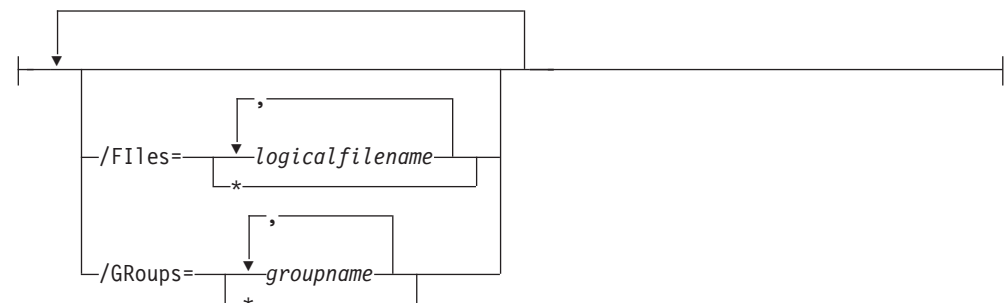 ,
/FIles= logicalfilename
*
,
/GRoups= groupname
*